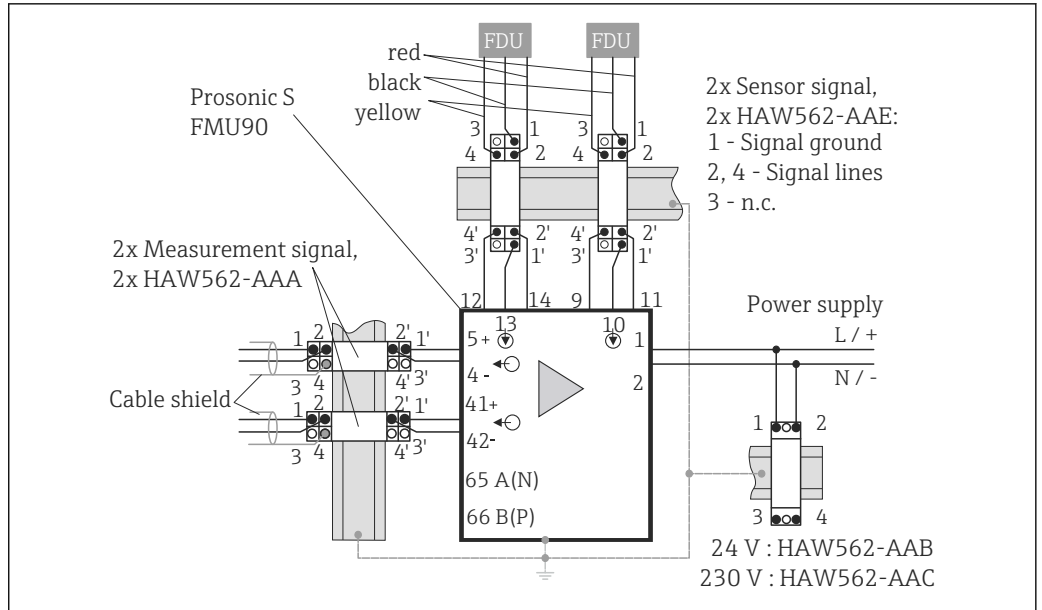 FDU FDU
red
black
yellow
Prosonic S
FMU90
2x Sensor signal,
2x HAW562-AAE:
1 - Signal ground
2, 4 - Signal lines
3 - n.c.
3 1 3 1
4 2 4 2
4' 2' 4' 2'
3' 1' 3' 1'
2x Measurement signal,
2x HAW562-AAA
12 14 9 11
13 10
Power supply
L / +
N / -
1 2 2' 1'
3 4 4' 3'
5+ 1
4 - 2
Cable shield
1 2 2' 1'
3 4 4' 3'
41+
42-
65 A(N)
66 B(P)
1 2
3 4
24 V : HAW562-AAB
230 V : HAW562-AAC